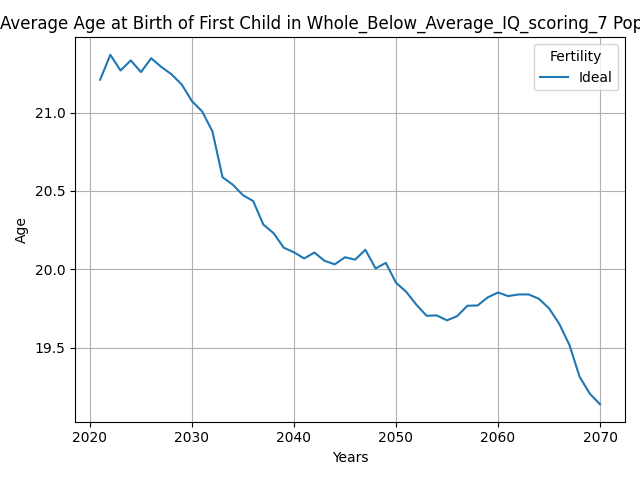 Average Age at Birth of First Child in Whole_Below_Average_IQ_scoring_7 Pop
Fertility
Ideal
21.0
20.5
20.0
19.5
Age
2020 2030 2040 2050 2060 2070
Years